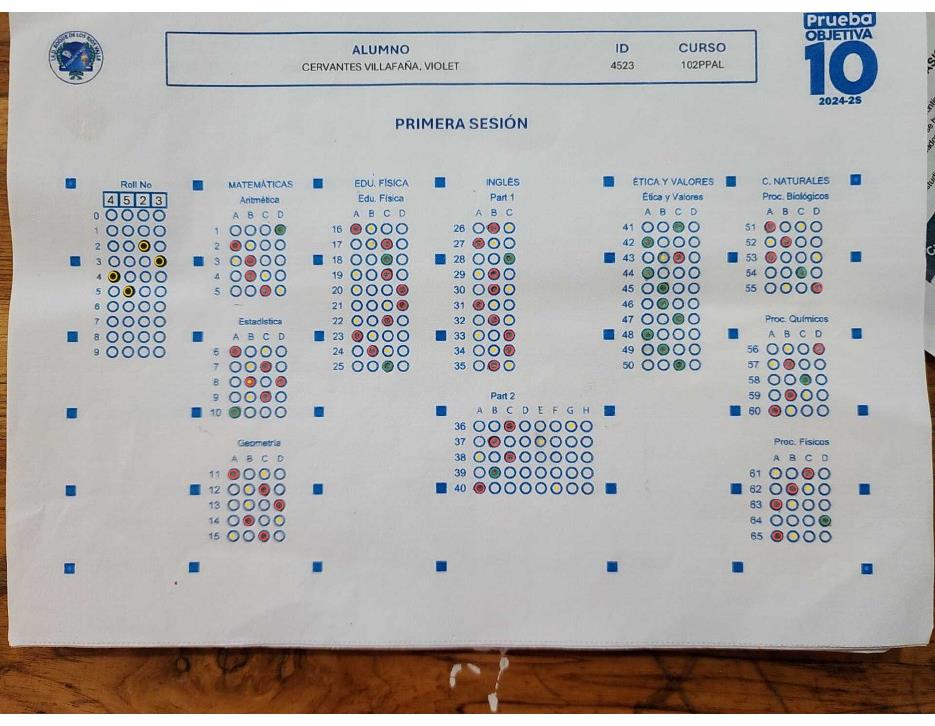 I.E.D. ROQUE DE LOS RIOS VALLE
Prueba
OBJETIVA
10
2024-2S
ALUMNO ID CURSO
CERVANTES VILLAFAÑA, VIOLET 4523 102PPAL
PRIMERA SESIÓN
Roll No
4 5 2 3
0
1
2
3
4
5
6
7
8
9
MATEMÁTICAS
Aritmética
A B C D
1
2
3
4
5
Estadística
A B C D
6
7
8
9
10
Geometría
A B C D
11
12
13
14
15
EDU. FÍSICA
Edu. Física
A B C D
16
17
18
19
20
21
22
23
24
25
INGLÉS
Part 1
A B C
26
27
28
29
30
31
32
33
34
35
Part 2
A B C D E F G H
36
37
38
39
40
ÉTICA Y VALORES
Ética y Valores
A B C D
41
42
43
44
45
46
47
48
49
50
C. NATURALES
Proc. Biológicos
A B C D
51
52
53
54
55
Proc. Químicos
A B C D
56
57
58
59
60
Proc. Físicos
A B C D
61
62
63
64
65